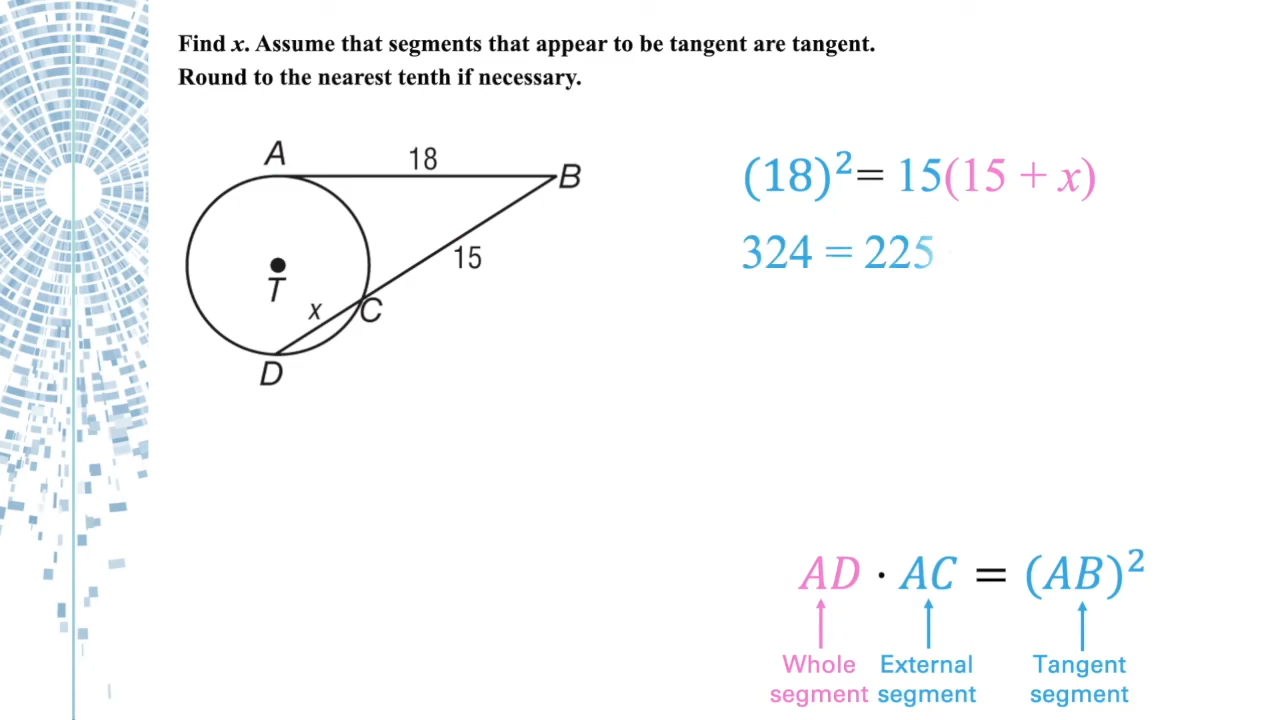 Find x. Assume that segments that appear to be tangent are tangent.
Round to the nearest tenth if necessary.
A
18
B
15
T
x
C
D
(18)²= 15(15 + x)
324 = 225
AD · AC = (AB)²
Whole segment
External segment
Tangent segment